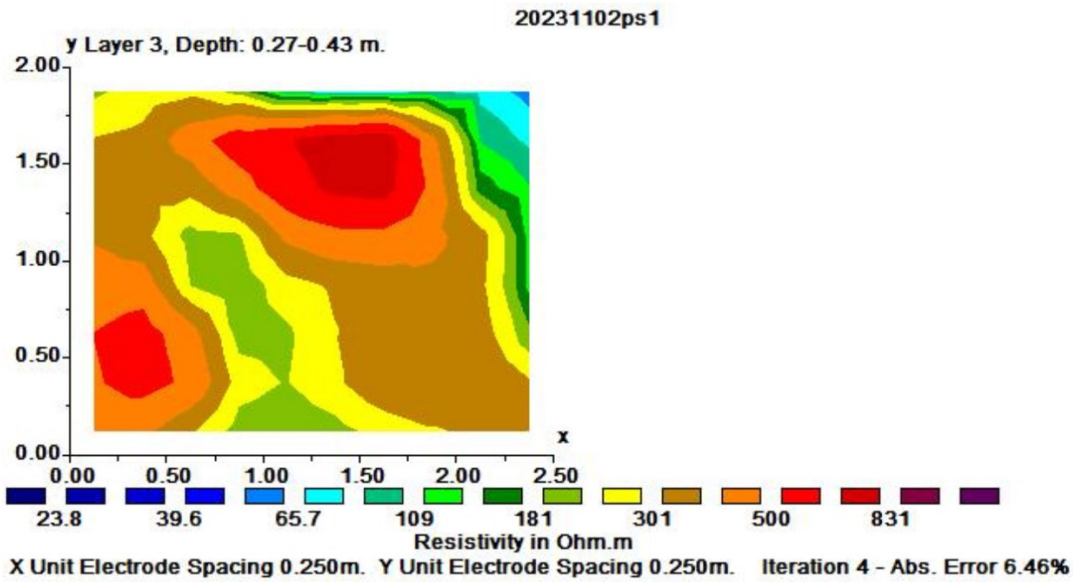 20231102ps1
y Layer 3, Depth: 0.27-0.43 m.
2.00
1.50
1.00
0.50
0.00
x
0.00 0.50 1.00 1.50 2.00 2.50
23.8 39.6 65.7 109 181 301 500 831
Resistivity in Ohm.m
X Unit Electrode Spacing 0.250m. Y Unit Electrode Spacing 0.250m. Iteration 4 - Abs. Error 6.46%